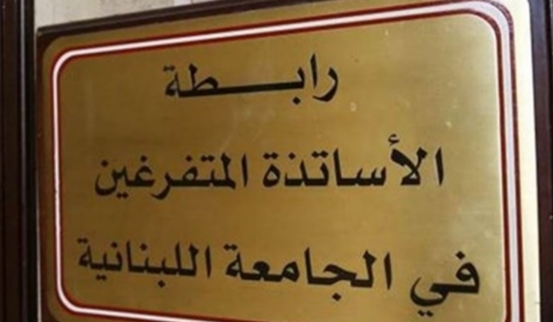 رابطة
الأساتذة المتفرغين
في الجامعة اللبنانية